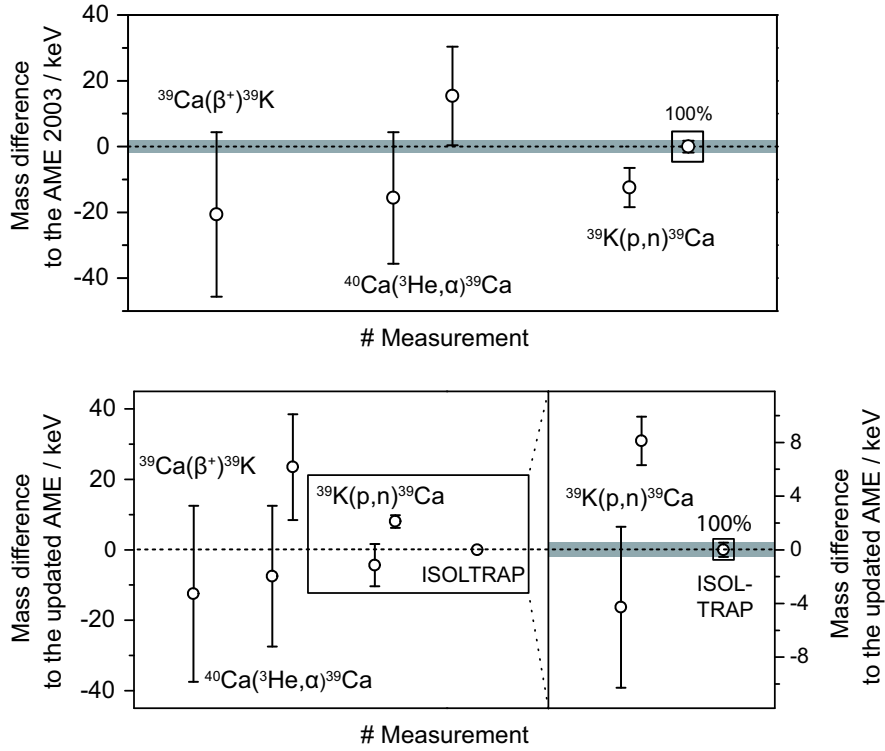 Mass difference
to the AME 2003 / keV
40
20
0
-20
-40
³⁹Ca(β⁺)³⁹K
⁴⁰Ca(³He,α)³⁹Ca
³⁹K(p,n)³⁹Ca
100%
# Measurement
Mass difference
to the updated AME / keV
40
20
0
-20
-40
³⁹Ca(β⁺)³⁹K
⁴⁰Ca(³He,α)³⁹Ca
³⁹K(p,n)³⁹Ca
ISOLTRAP
³⁹K(p,n)³⁹Ca
100%
ISOL-
TRAP
8
4
0
-4
-8
Mass difference
to the updated AME / keV
# Measurement